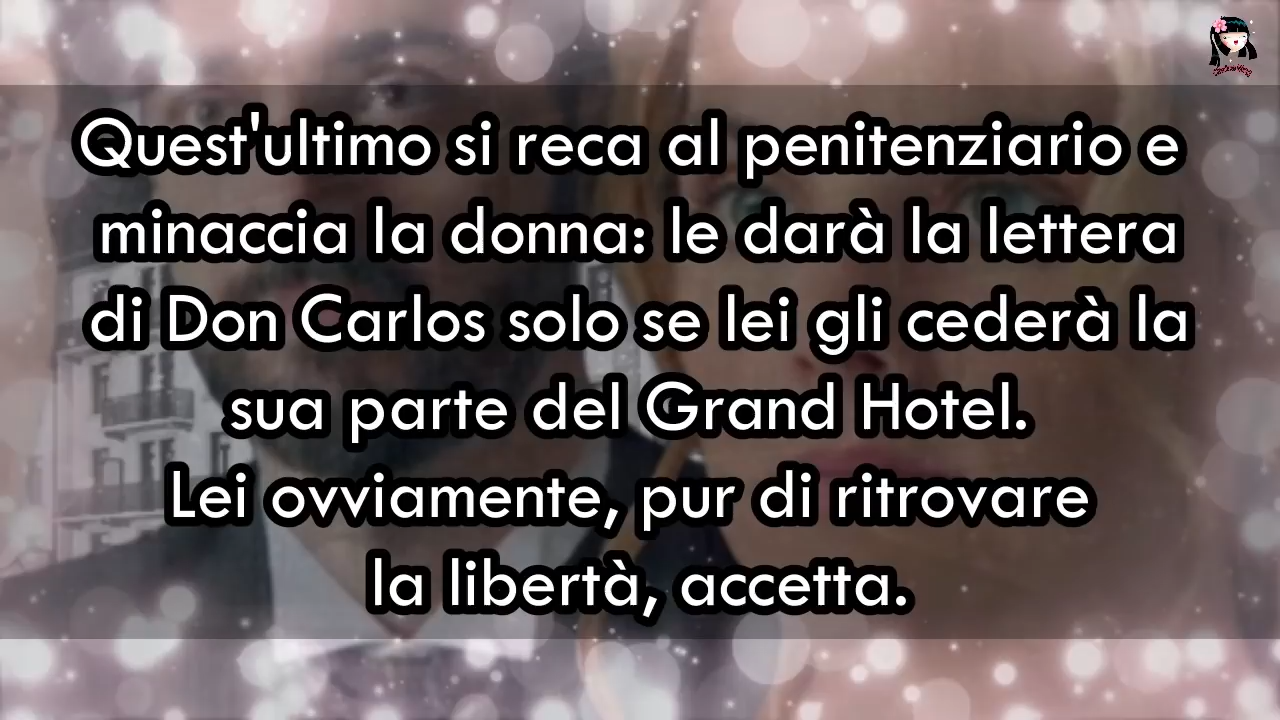 Quest'ultimo si reca al penitenziario e
minaccia la donna: le darà la lettera
di Don Carlos solo se lei gli cederà la
sua parte del Grand Hotel.
Lei ovviamente, pur di ritrovare
la libertà, accetta.